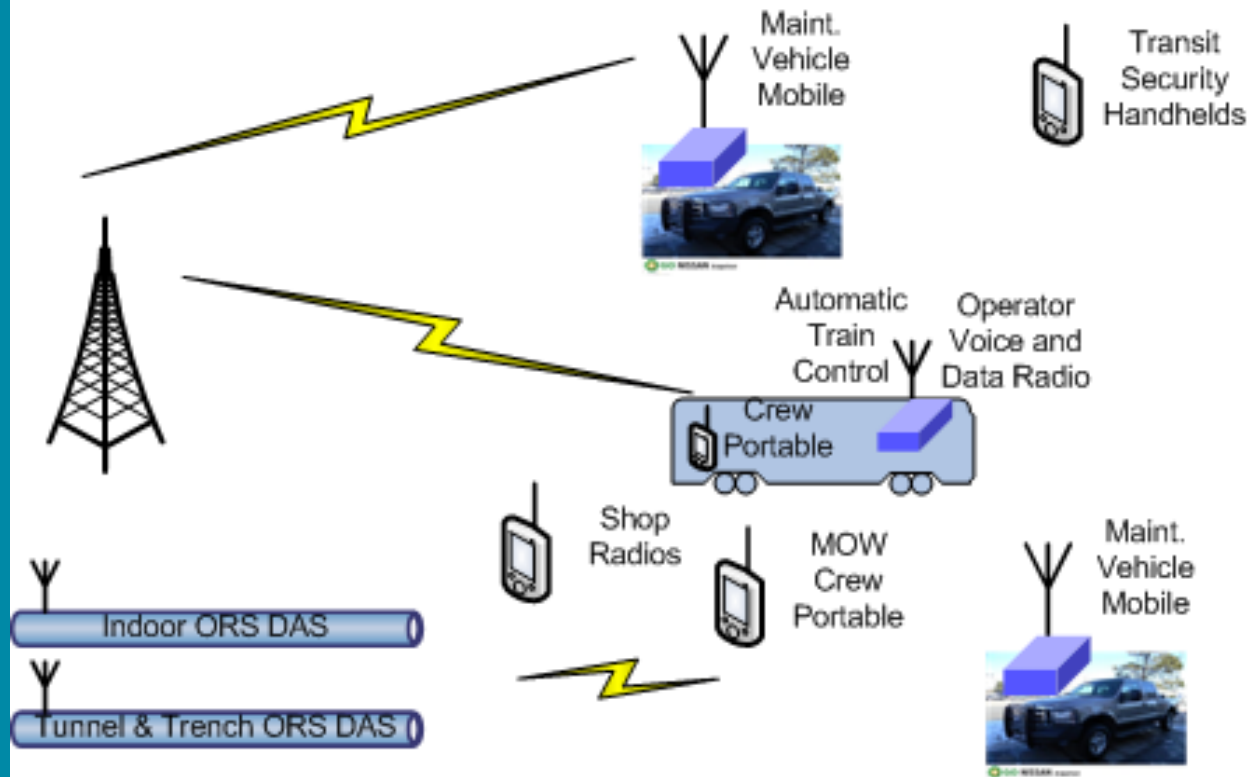 Maint.
Vehicle
Mobile
Transit
Security
Handhelds
Automatic
Train
Control
Operator
Voice and
Data Radio
Crew
Portable
Shop
Radios
MOW
Crew
Portable
Maint.
Vehicle
Mobile
Indoor ORS DAS
Tunnel & Trench ORS DAS